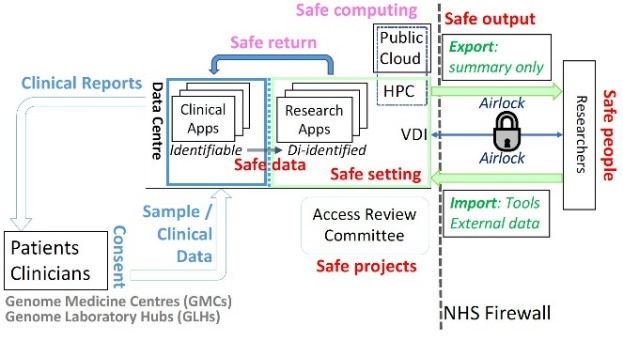 Safe computing
Safe output
Safe return
Public
Cloud
Export:
summary only
Clinical Reports
Data Centre
HPC
Clinical
Apps
Research
Apps
Airlock
Researchers
Safe people
VDI
Identifiable
Di-identified
Safe data
Airlock
Safe setting
Sample /
Clinical
Data
Access Review
Committee
Import: Tools
External data
Patients
Clinicians
Consent
Safe projects
Genome Medicine Centres (GMCs)
Genome Laboratory Hubs (GLHs)
NHS Firewall